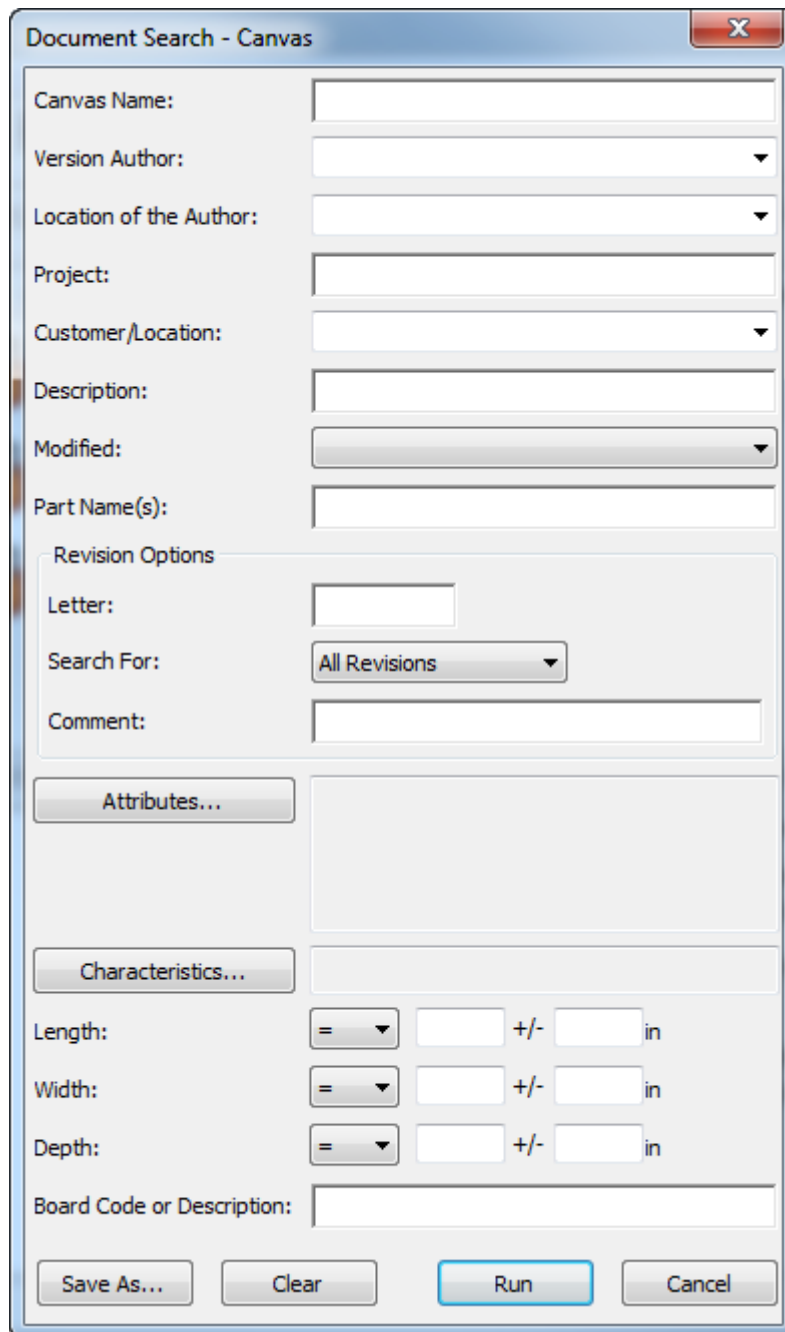 Document Search - Canvas
Canvas Name:
Version Author:
Location of the Author:
Project:
Customer/Location:
Description:
Modified:
Part Name(s):
Revision Options
Letter:
Search For: All Revisions
Comment:
Attributes...
Characteristics...
Length: = +/- in
Width: = +/- in
Depth: = +/- in
Board Code or Description:
Save As... Clear Run Cancel